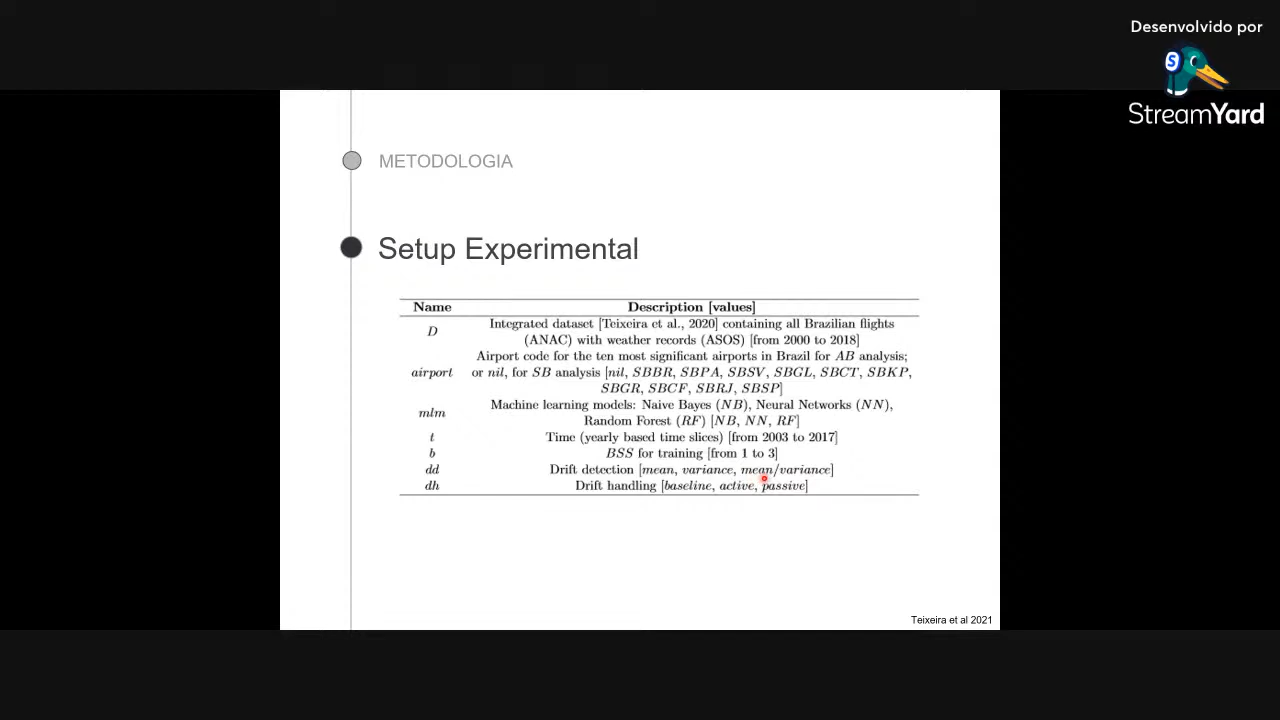 Desenvolvido por
StreamYard
METODOLOGIA
Setup Experimental
Name Description [values]
D Integrated dataset [Teixeira et al., 2020] containing all Brazilian flights
(ANAC) with weather records (ASOS) [from 2000 to 2018]
airport Airport code for the ten most significant airports in Brazil for AB analysis;
or nil, for SB analysis [nil, SBBR, SBPA, SBSV, SBGL, SBCT, SBKP,
SBGR, SBCF, SBRJ, SBSP]
mlm Machine learning models: Naive Bayes (NB), Neural Networks (NN),
Random Forest (RF) [NB, NN, RF]
t Time (yearly based time slices) [from 2003 to 2017]
b BSS for training [from 1 to 3]
dd Drift detection [mean, variance, mean/variance]
dh Drift handling [baseline, active, passive]
Teixeira et al 2021